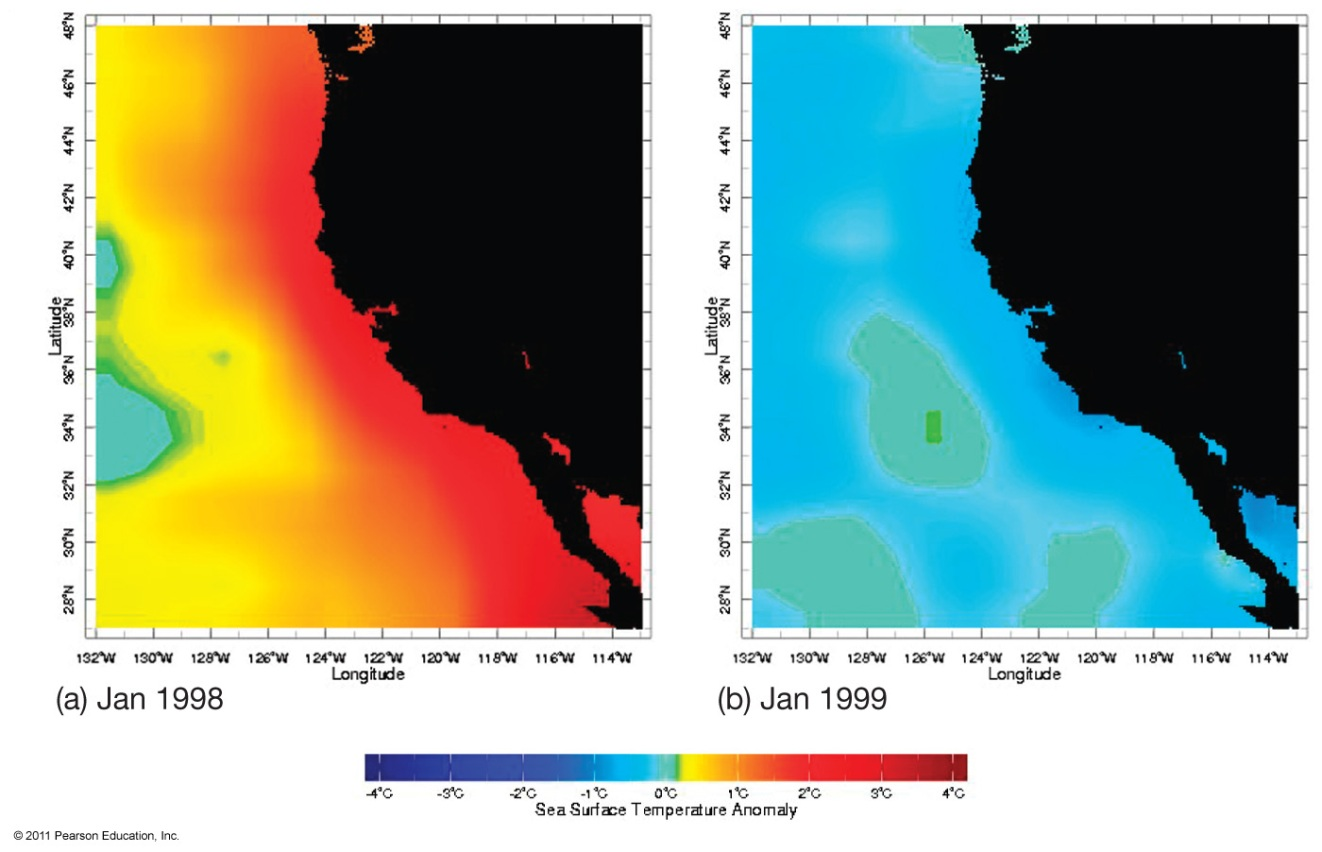 48°N
46°N
44°N
42°N
40°N
38°N
36°N
34°N
32°N
30°N
28°N
Latitude
132°W 130°W 128°W 126°W 124°W 122°W 120°W 118°W 116°W 114°W
Longitude
(a) Jan 1998
48°N
46°N
44°N
42°N
40°N
38°N
36°N
34°N
32°N
30°N
28°N
Latitude
132°W 130°W 128°W 126°W 124°W 122°W 120°W 118°W 116°W 114°W
Longitude
(b) Jan 1999
-4°C -3°C -2°C -1°C 0°C 1°C 2°C 3°C 4°C
Sea Surface Temperature Anomaly
© 2011 Pearson Education, Inc.